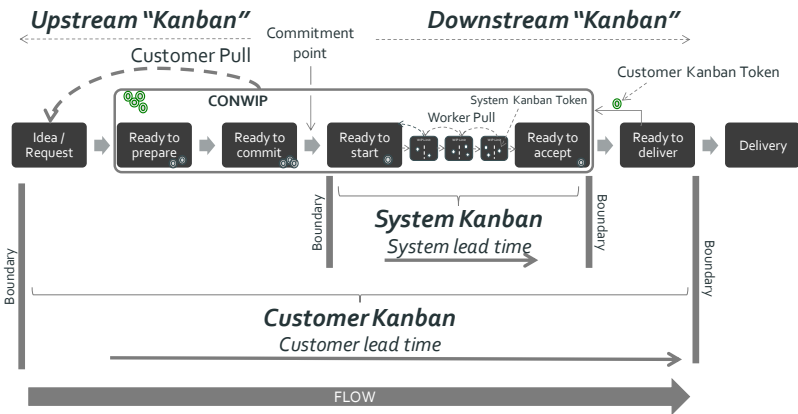 Upstream “Kanban”
Downstream “Kanban”
Commitment
point
Customer Pull
Customer Kanban Token
CONWIP
System Kanban Token
Worker Pull
Idea /
Request
Ready to
prepare
Ready to
commit
Ready to
start
Ready to
accept
Ready to
deliver
Delivery
Boundary
Boundary
System Kanban
System lead time
Boundary
Boundary
Customer Kanban
Customer lead time
FLOW